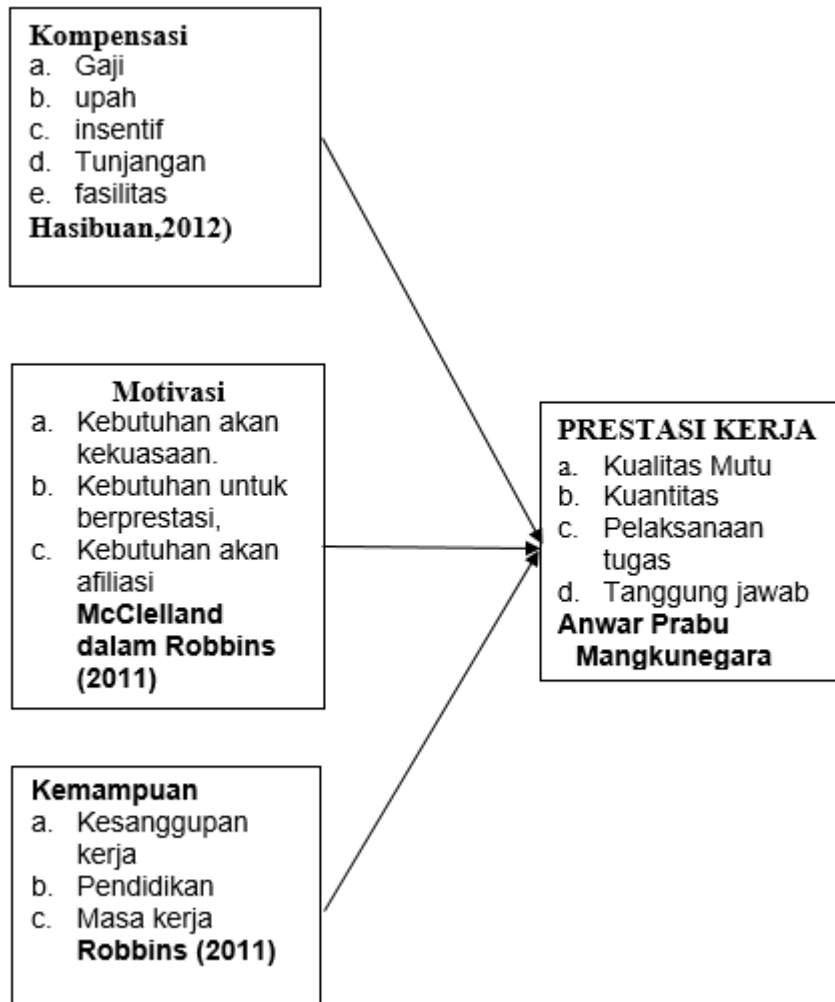 Kompensasi
a. Gaji
b. upah
c. insentif
d. Tunjangan
e. fasilitas
Hasibuan,2012)
Motivasi
a. Kebutuhan akan
kekuasaan.
b. Kebutuhan untuk
berprestasi,
c. Kebutuhan akan
afiliasi
McClelland
dalam Robbins
(2011)
PRESTASI KERJA
a. Kualitas Mutu
b. Kuantitas
c. Pelaksanaan
tugas
d. Tanggung jawab
Anwar Prabu
Mangkunegara
Kemampuan
a. Kesanggupan
kerja
b. Pendidikan
c. Masa kerja
Robbins (2011)